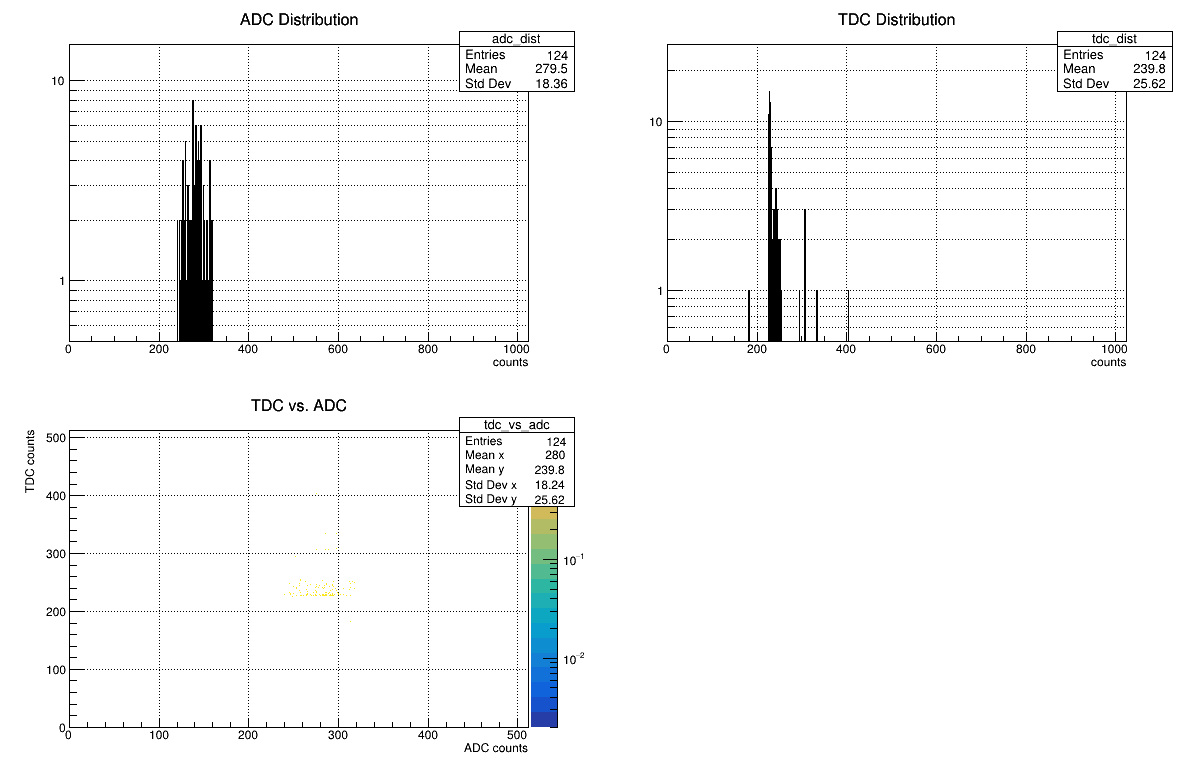 ADC Distribution
adc_dist
Entries 124
Mean 279.5
Std Dev 18.36
10
1
0 200 400 600 800 1000
counts
TDC Distribution
tdc_dist
Entries 124
Mean 239.8
Std Dev 25.62
10
1
0 200 400 600 800 1000
counts
TDC vs. ADC
tdc_vs_adc
Entries 124
Mean x 280
Mean y 239.8
Std Dev x 18.24
Std Dev y 25.62
TDC counts
500
400
300
200
100
0
0 100 200 300 400 500
ADC counts
10⁻¹
10⁻²